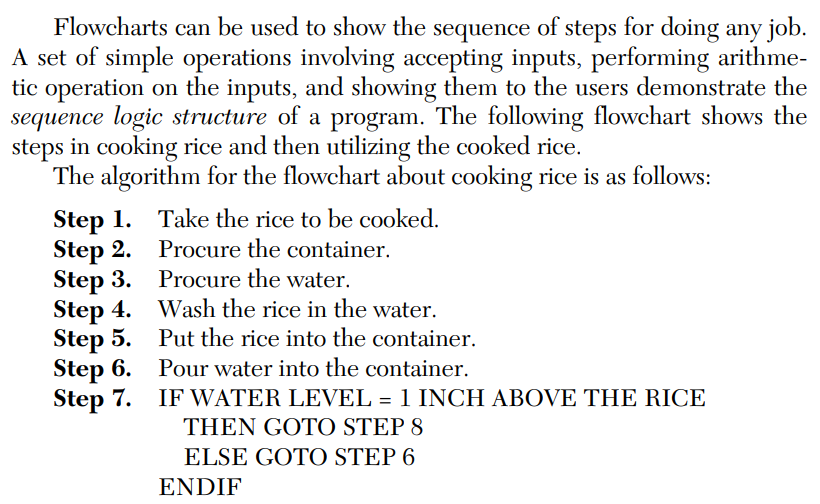 Flowcharts can be used to show the sequence of steps for doing any job.
A set of simple operations involving accepting inputs, performing arithme-
tic operation on the inputs, and showing them to the users demonstrate the
sequence logic structure of a program. The following flowchart shows the
steps in cooking rice and then utilizing the cooked rice.
The algorithm for the flowchart about cooking rice is as follows:
Step 1. Take the rice to be cooked.
Step 2. Procure the container.
Step 3. Procure the water.
Step 4. Wash the rice in the water.
Step 5. Put the rice into the container.
Step 6. Pour water into the container.
Step 7. IF WATER LEVEL = 1 INCH ABOVE THE RICE
THEN GOTO STEP 8
ELSE GOTO STEP 6
ENDIF